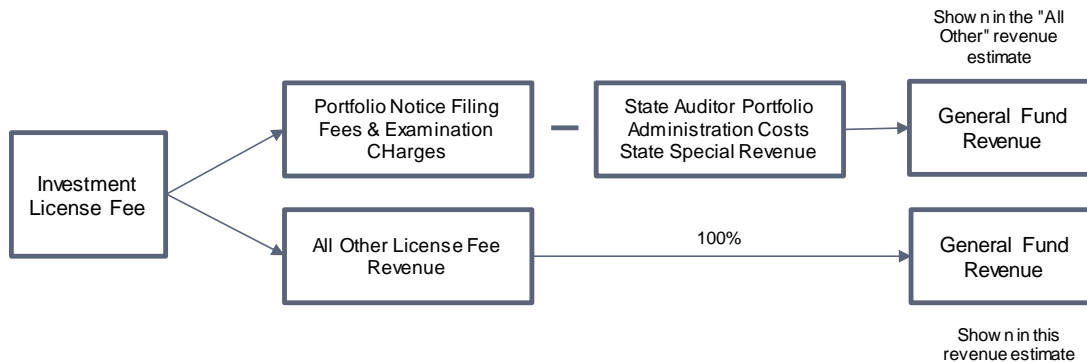 Shown in the "All
Other" revenue
estimate
Portfolio Notice Filing
Fees & Examination
CHarges
State Auditor Portfolio
Administration Costs
State Special Revenue
General Fund
Revenue
Investment
License Fee
All Other License Fee
Revenue
100%
General Fund
Revenue
Shown in this
revenue estimate